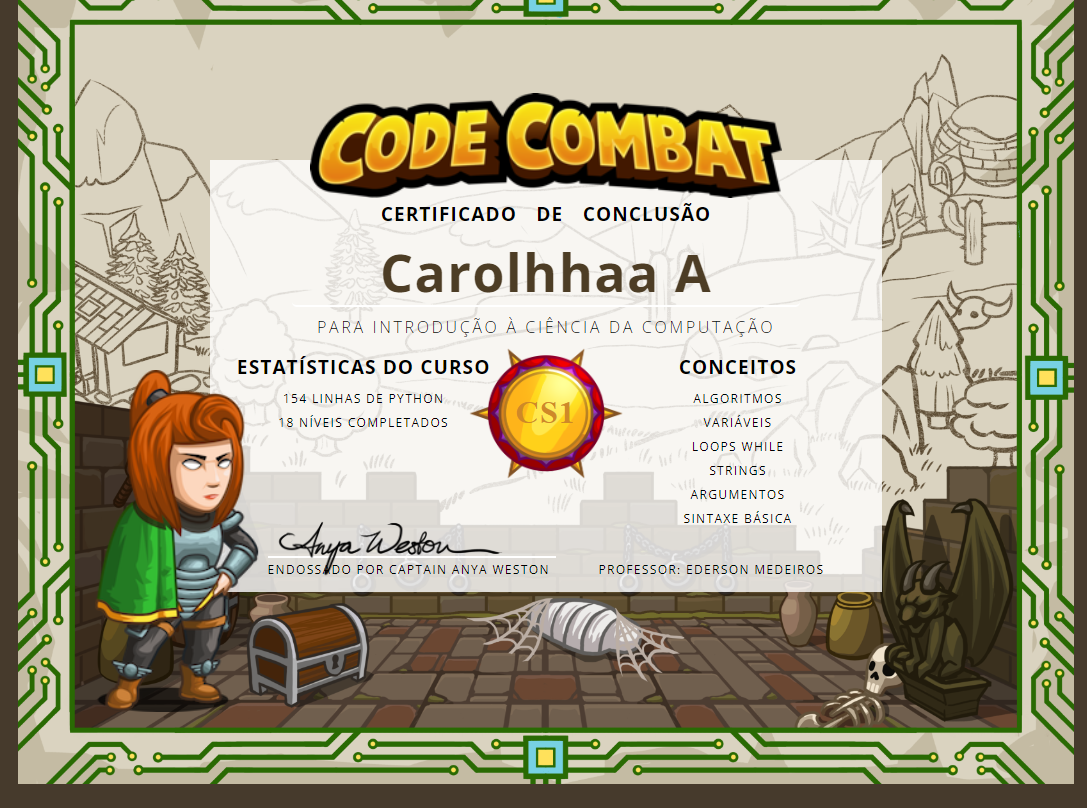 CODE COMBAT
CERTIFICADO DE CONCLUSÃO
Carolhhaa A
PARA INTRODUÇÃO À CIÊNCIA DA COMPUTAÇÃO
ESTATÍSTICAS DO CURSO
154 LINHAS DE PYTHON
18 NÍVEIS COMPLETADOS
CS1
CONCEITOS
ALGORITMOS
VARIÁVEIS
LOOPS WHILE
STRINGS
ARGUMENTOS
SINTAXE BÁSICA
Anya Weston
ENDOSSADO POR CAPTAIN ANYA WESTON
PROFESSOR: EDERSON MEDEIROS